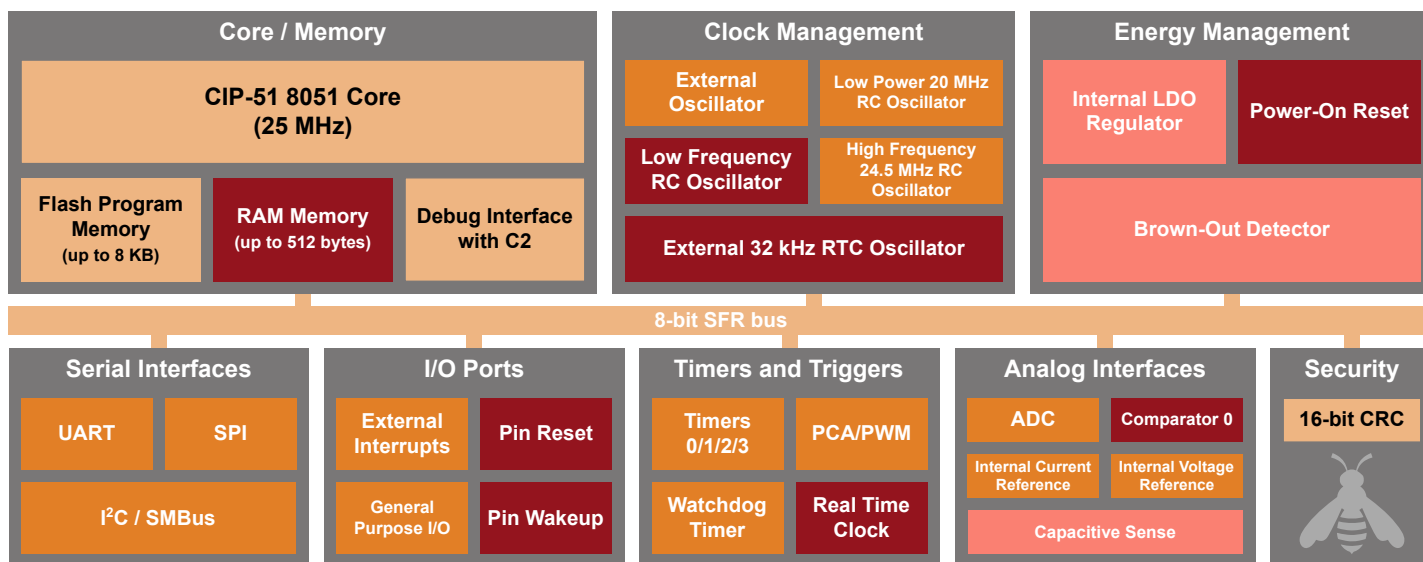 Core / Memory
CIP-51 8051 Core
(25 MHz)
Flash Program
Memory
(up to 8 KB)
RAM Memory
(up to 512 bytes)
Debug Interface
with C2
Clock Management
External
Oscillator
Low Power 20 MHz
RC Oscillator
Low Frequency
RC Oscillator
High Frequency
24.5 MHz RC
Oscillator
External 32 kHz RTC Oscillator
Energy Management
Internal LDO
Regulator
Power-On Reset
Brown-Out Detector
8-bit SFR bus
Serial Interfaces
UART
SPI
I²C / SMBus
I/O Ports
External
Interrupts
Pin Reset
General
Purpose I/O
Pin Wakeup
Timers and Triggers
Timers
0/1/2/3
PCA/PWM
Watchdog
Timer
Real Time
Clock
Analog Interfaces
ADC
Comparator 0
Internal Current
Reference
Internal Voltage
Reference
Capacitive Sense
Security
16-bit CRC